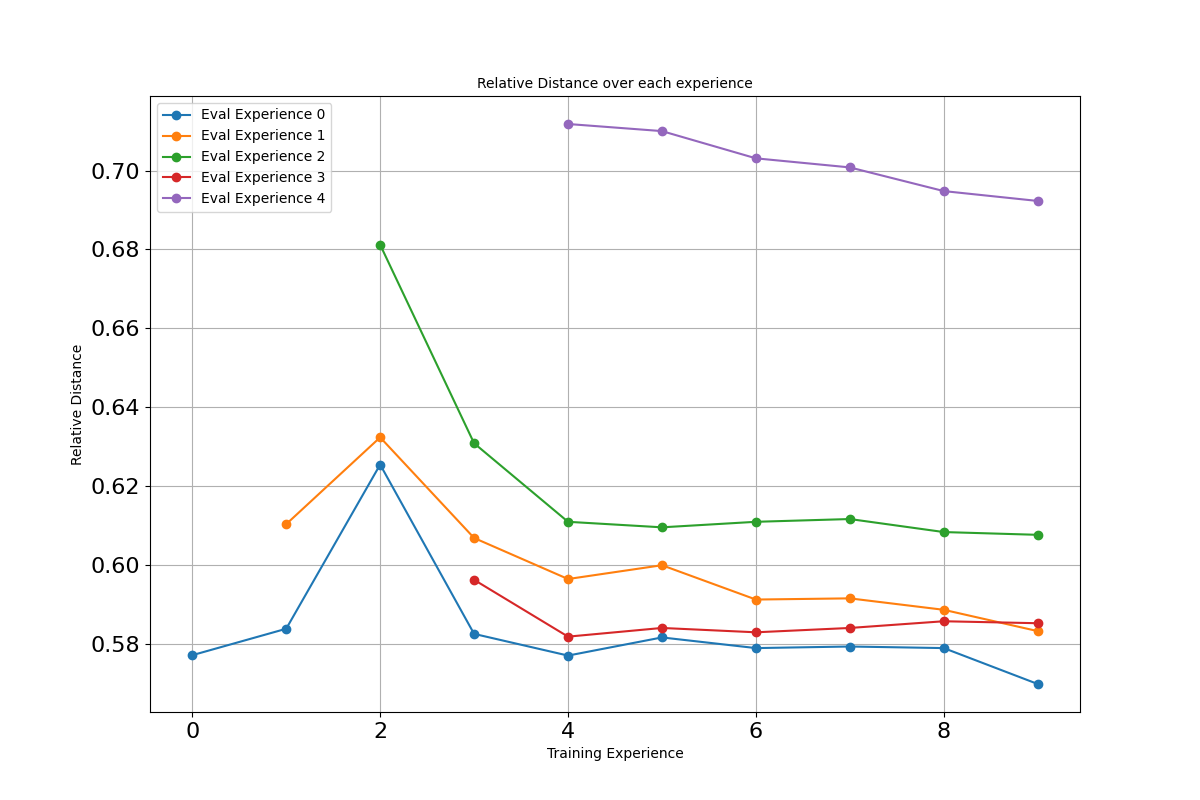 Relative Distance over each experience
Eval Experience 0
Eval Experience 1
Eval Experience 2
Eval Experience 3
Eval Experience 4
0.70
0.68
0.66
0.64
0.62
0.60
0.58
Relative Distance
0 2 4 6 8
Training Experience